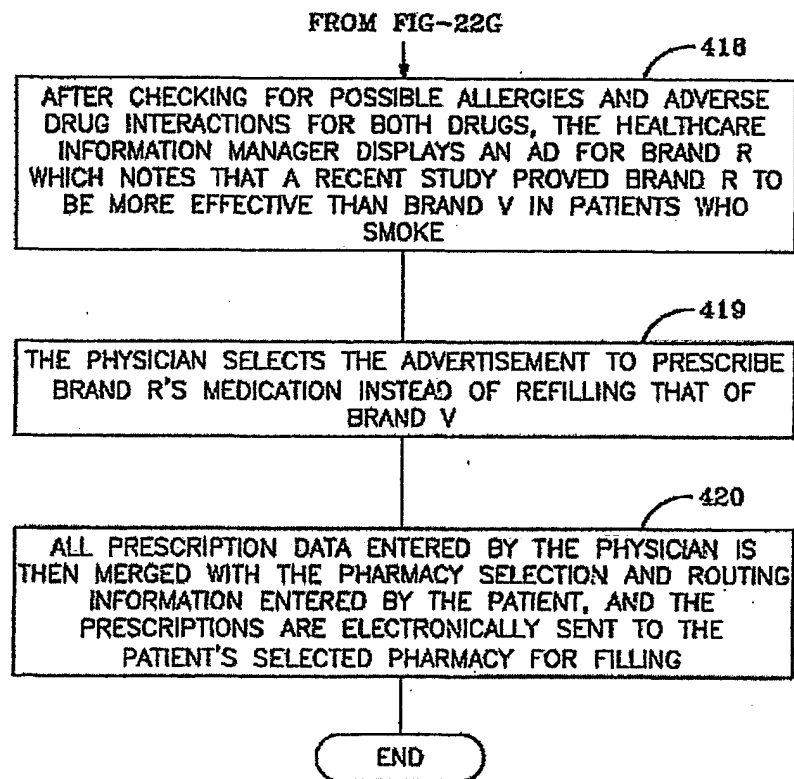 FROM FIG-22G
418
AFTER CHECKING FOR POSSIBLE ALLERGIES AND ADVERSE
DRUG INTERACTIONS FOR BOTH DRUGS, THE HEALTHCARE
INFORMATION MANAGER DISPLAYS AN AD FOR BRAND R
WHICH NOTES THAT A RECENT STUDY PROVED BRAND R TO
BE MORE EFFECTIVE THAN BRAND V IN PATIENTS WHO
SMOKE
419
THE PHYSICIAN SELECTS THE ADVERTISEMENT TO PRESCRIBE
BRAND R'S MEDICATION INSTEAD OF REFILLING THAT OF
BRAND V
420
ALL PRESCRIPTION DATA ENTERED BY THE PHYSICIAN IS
THEN MERGED WITH THE PHARMACY SELECTION AND ROUTING
INFORMATION ENTERED BY THE PATIENT, AND THE
PRESCRIPTIONS ARE ELECTRONICALLY SENT TO THE
PATIENT'S SELECTED PHARMACY FOR FILLING
END